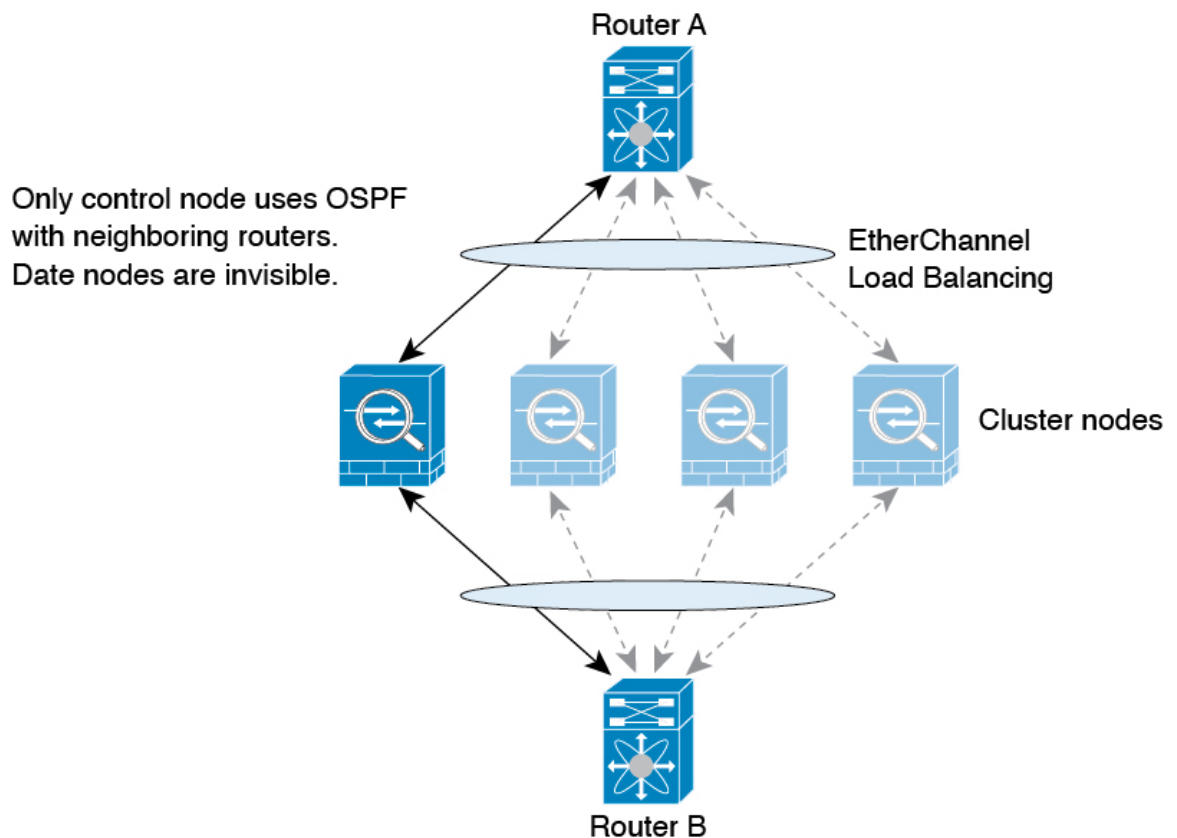 Router A
Only control node uses OSPF
with neighboring routers.
Date nodes are invisible.
EtherChannel
Load Balancing
Cluster nodes
Router B